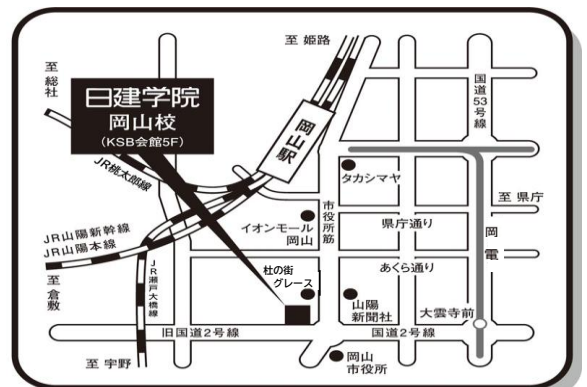 至 姫路
至 総社
日建学院
岡山校
(KSB会館5F)
岡山駅
国道53号線
JR桃太郎線
タカシマヤ
至 県庁
イオンモール
岡山
市役所筋
県庁通り
岡電
JR山陽新幹線
JR山陽本線
あくら通り
至 倉敷
JR瀬戸大橋線
杜の街
グレース
山陽
新聞社
大雲寺前
旧国道2号線
国道2号線
至 宇野
岡山
市役所